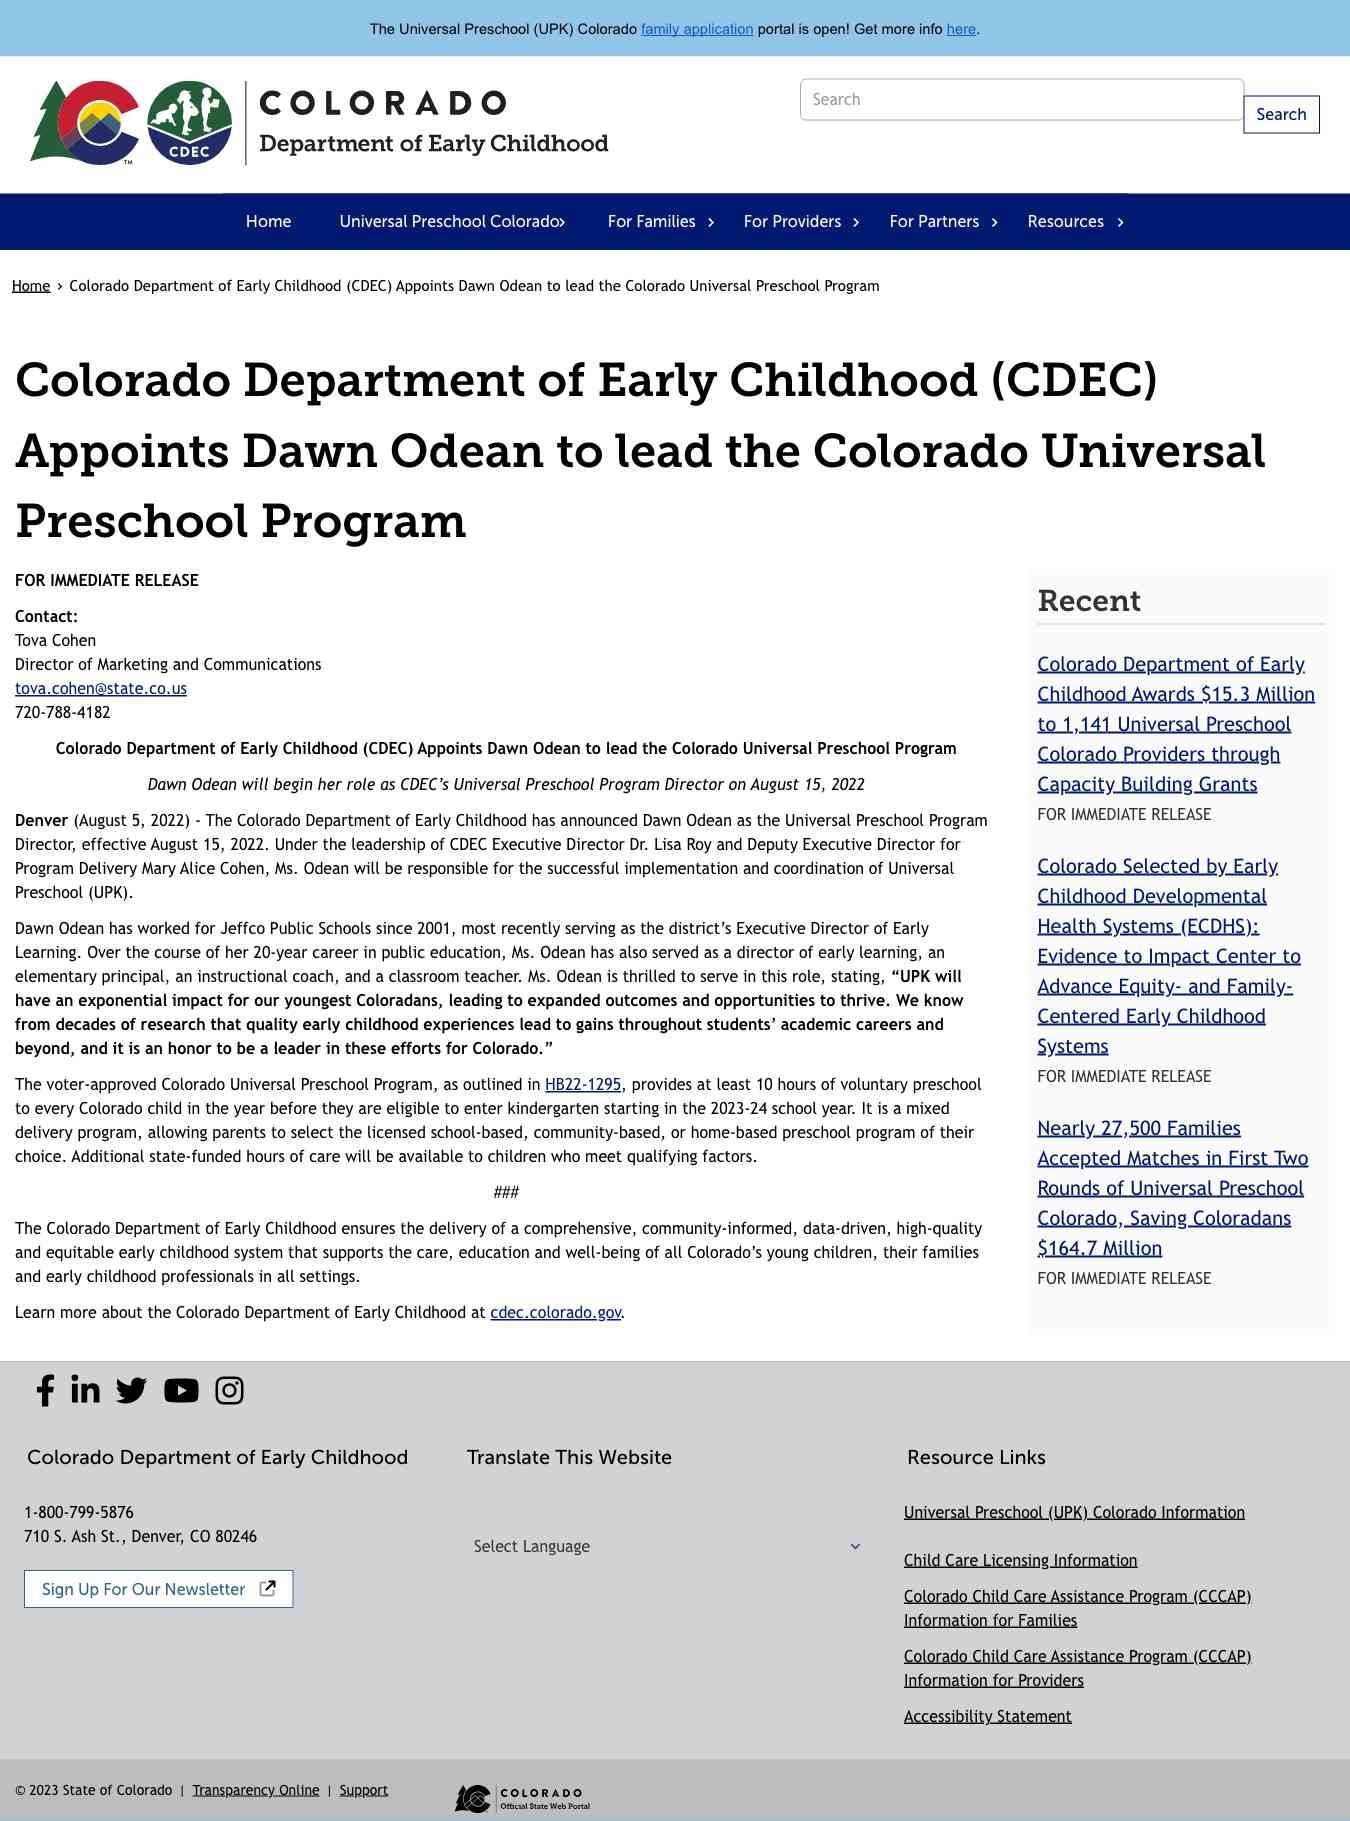 The Universal Preschool (UPK) Colorado family application portal is open! Get more info here.
CDEC
TM
COLORADO
Department of Early Childhood
Search
Search
Home
Universal Preschool Colorado
For Families
For Providers
For Partners
Resources
Home › Colorado Department of Early Childhood (CDEC) Appoints Dawn Odean to lead the Colorado Universal Preschool Program
Colorado Department of Early Childhood (CDEC)
Appoints Dawn Odean to lead the Colorado Universal
Preschool Program
FOR IMMEDIATE RELEASE
Contact:
Tova Cohen
Director of Marketing and Communications
tova.cohen@state.co.us
720-788-4182
Colorado Department of Early Childhood (CDEC) Appoints Dawn Odean to lead the Colorado Universal Preschool Program
Dawn Odean will begin her role as CDEC’s Universal Preschool Program Director on August 15, 2022
Denver (August 5, 2022) - The Colorado Department of Early Childhood has announced Dawn Odean as the Universal Preschool Program
Director, effective August 15, 2022. Under the leadership of CDEC Executive Director Dr. Lisa Roy and Deputy Executive Director for
Program Delivery Mary Alice Cohen, Ms. Odean will be responsible for the successful implementation and coordination of Universal
Preschool (UPK).
Dawn Odean has worked for Jeffco Public Schools since 2001, most recently serving as the district’s Executive Director of Early
Learning. Over the course of her 20-year career in public education, Ms. Odean has also served as a director of early learning, an
elementary principal, an instructional coach, and a classroom teacher. Ms. Odean is thrilled to serve in this role, stating, “UPK will
have an exponential impact for our youngest Coloradans, leading to expanded outcomes and opportunities to thrive. We know
from decades of research that quality early childhood experiences lead to gains throughout students’ academic careers and
beyond, and it is an honor to be a leader in these efforts for Colorado.”
The voter-approved Colorado Universal Preschool Program, as outlined in HB22-1295, provides at least 10 hours of voluntary preschool
to every Colorado child in the year before they are eligible to enter kindergarten starting in the 2023-24 school year. It is a mixed
delivery program, allowing parents to select the licensed school-based, community-based, or home-based preschool program of their
choice. Additional state-funded hours of care will be available to children who meet qualifying factors.
###
The Colorado Department of Early Childhood ensures the delivery of a comprehensive, community-informed, data-driven, high-quality
and equitable early childhood system that supports the care, education and well-being of all Colorado’s young children, their families
and early childhood professionals in all settings.
Learn more about the Colorado Department of Early Childhood at cdec.colorado.gov.
Recent
Colorado Department of Early
Childhood Awards $15.3 Million
to 1,141 Universal Preschool
Colorado Providers through
Capacity Building Grants
FOR IMMEDIATE RELEASE
Colorado Selected by Early
Childhood Developmental
Health Systems (ECDHS):
Evidence to Impact Center to
Advance Equity- and Family-
Centered Early Childhood
Systems
FOR IMMEDIATE RELEASE
Nearly 27,500 Families
Accepted Matches in First Two
Rounds of Universal Preschool
Colorado, Saving Coloradans
$164.7 Million
FOR IMMEDIATE RELEASE
Colorado Department of Early Childhood
1-800-799-5876
710 S. Ash St., Denver, CO 80246
Sign Up For Our Newsletter
Translate This Website
Select Language
Resource Links
Universal Preschool (UPK) Colorado Information
Child Care Licensing Information
Colorado Child Care Assistance Program (CCCAP)
Information for Families
Colorado Child Care Assistance Program (CCCAP)
Information for Providers
Accessibility Statement
© 2023 State of Colorado | Transparency Online | Support
COLORADO
Official State Web Portal